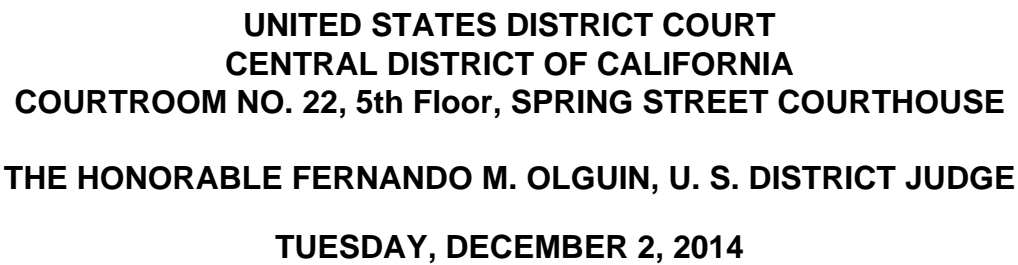 UNITED STATES DISTRICT COURT
CENTRAL DISTRICT OF CALIFORNIA
COURTROOM NO. 22, 5th Floor, SPRING STREET COURTHOUSE
THE HONORABLE FERNANDO M. OLGUIN, U. S. DISTRICT JUDGE
TUESDAY, DECEMBER 2, 2014